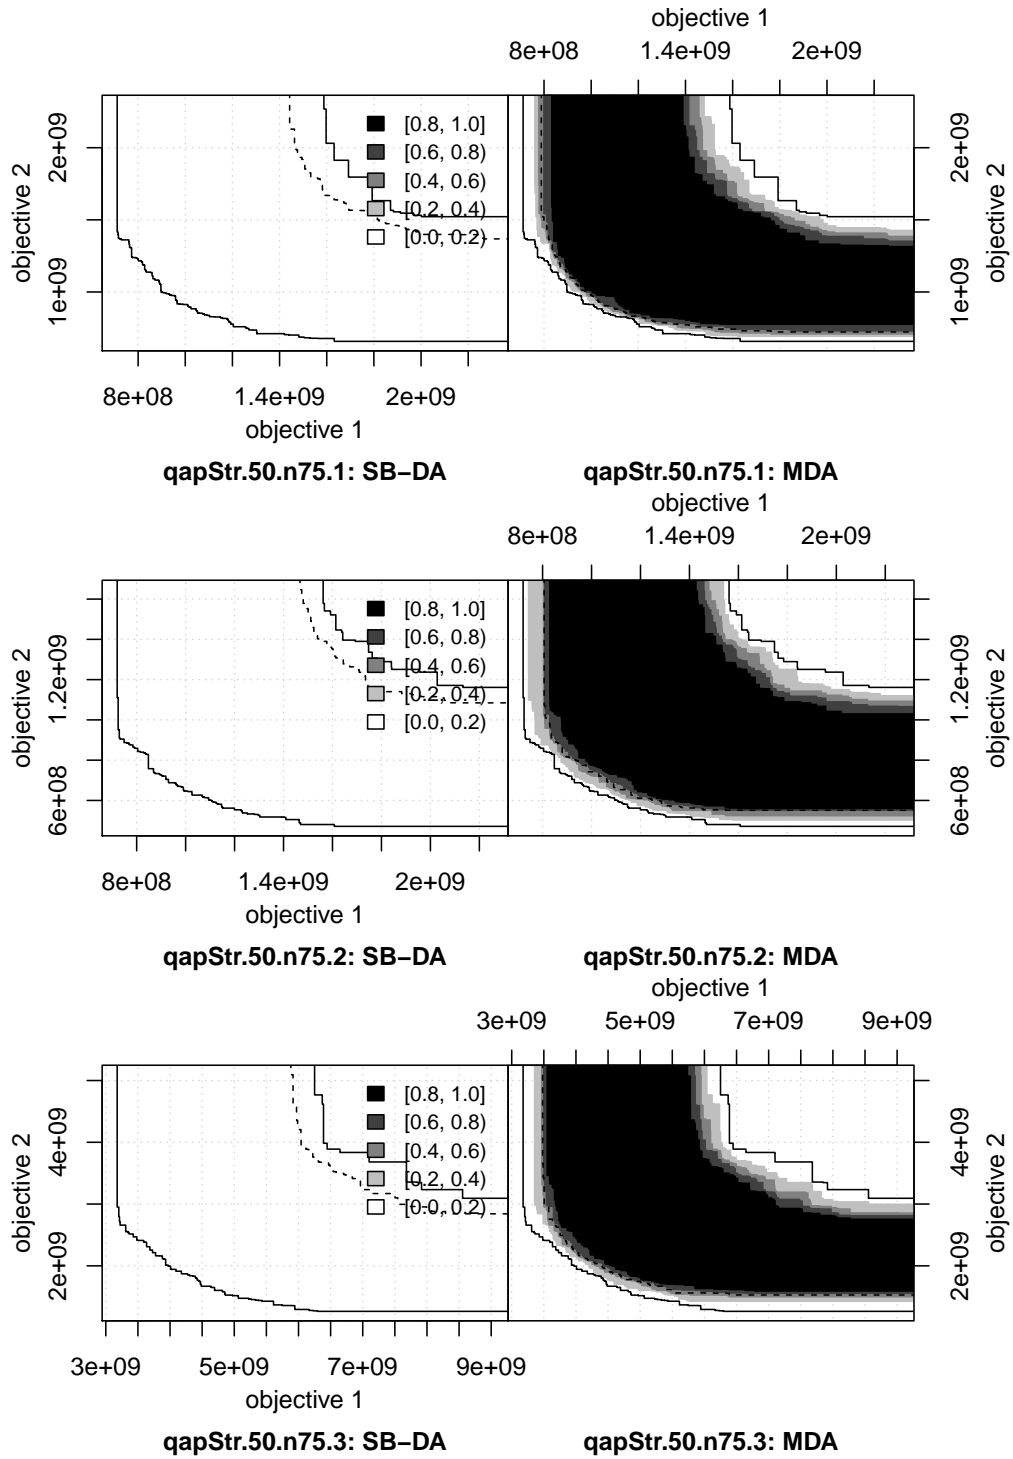 objective 1
8e+08 1.4e+09 2e+09
objective 2
1e+09 2e+09
[0.8, 1.0]
[0.6, 0.8)
[0.4, 0.6)
[0.2, 0.4)
[0.0, 0.2)
1e+09 2e+09
objective 2
8e+08 1.4e+09 2e+09
objective 1
qapStr.50.n75.1: SB−DA
qapStr.50.n75.1: MDA
objective 1
8e+08 1.4e+09 2e+09
objective 2
6e+08 1.2e+09
[0.8, 1.0]
[0.6, 0.8)
[0.4, 0.6)
[0.2, 0.4)
[0.0, 0.2)
6e+08 1.2e+09
objective 2
8e+08 1.4e+09 2e+09
objective 1
qapStr.50.n75.2: SB−DA
qapStr.50.n75.2: MDA
objective 1
3e+09 5e+09 7e+09 9e+09
objective 2
2e+09 4e+09
[0.8, 1.0]
[0.6, 0.8)
[0.4, 0.6)
[0.2, 0.4)
[0.0, 0.2)
2e+09 4e+09
objective 2
3e+09 5e+09 7e+09 9e+09
objective 1
qapStr.50.n75.3: SB−DA
qapStr.50.n75.3: MDA